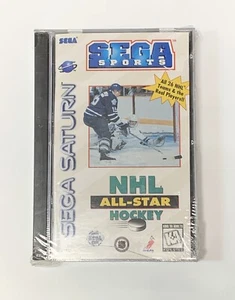 SEGA
SEGA
SPORTS
All 26 NHL
Teams & the
Real Players!
SEGA SATURN
NHL
ALL-STAR
HOCKEY